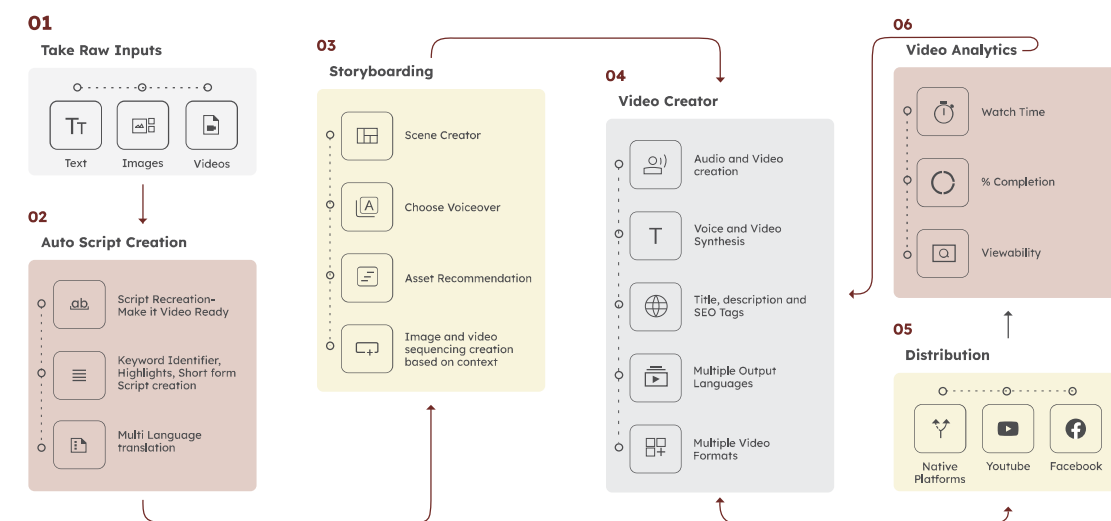 01
Take Raw Inputs
TT
Text
Images
Videos
02
Auto Script Creation
ab
Script Recreation-
Make it Video Ready
Keyword Identifier,
Highlights, Short form
Script creation
Multi Language
translation
03
Storyboarding
Scene Creator
A
Choose Voiceover
Asset Recommendation
Image and video
sequencing creation
based on context
04
Video Creator
Audio and Video
creation
T
Voice and Video
Synthesis
Title, description and
SEO Tags
Multiple Output
Languages
Multiple Video
Formats
05
Distribution
Native
Platforms
Youtube
Facebook
06
Video Analytics
Watch Time
% Completion
Viewability